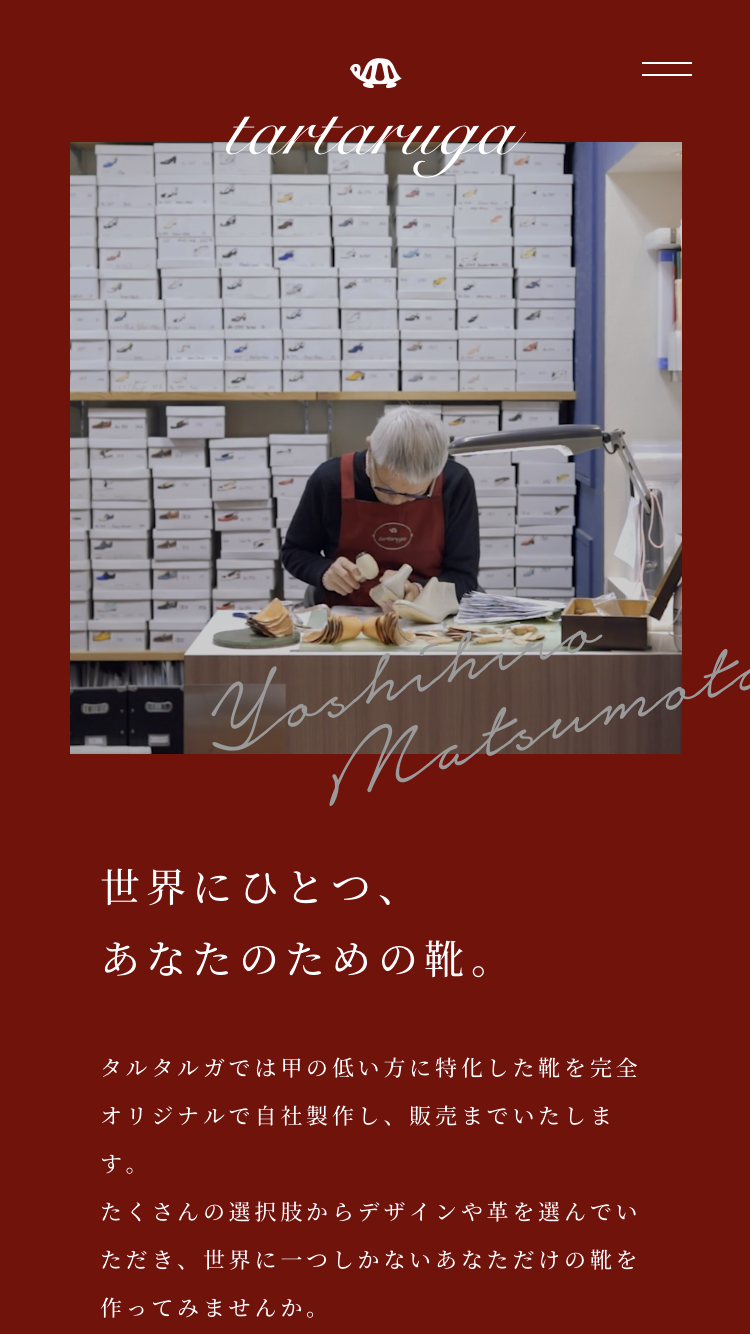 tartaruga
tartaruga
Yoshihiro
Matsumoto
世界にひとつ、
あなたのための靴。
タルタルガでは甲の低い方に特化した靴を完全
オリジナルで自社製作し、販売までいたしま
す。
たくさんの選択肢からデザインや革を選んでい
ただき、世界に一つしかないあなただけの靴を
作ってみませんか。